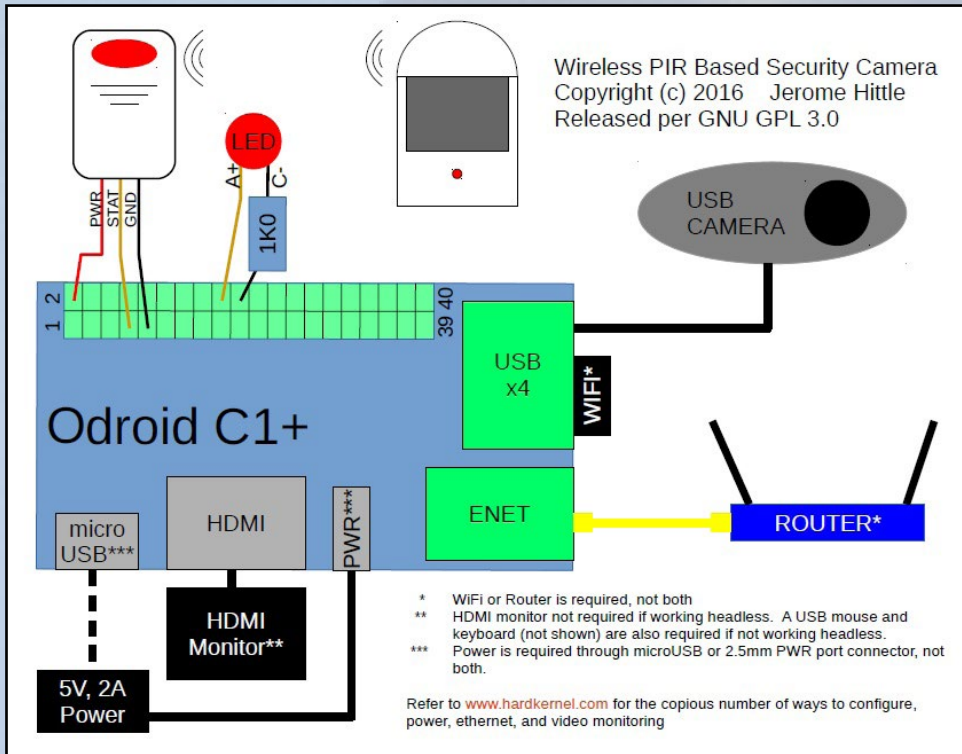 Wireless PIR Based Security Camera
Copyright (c) 2016 Jerome Hittle
Released per GNU GPL 3.0
LED
A+
C-
1K0
PWR
STAT
GND
USB
CAMERA
2
1
39 40
USB
x4
WIFI*
Odroid C1+
ENET
ROUTER*
micro
USB***
HDMI
PWR***
HDMI
Monitor**
5V, 2A
Power
* WiFi or Router is required, not both
** HDMI monitor not required if working headless. A USB mouse and
keyboard (not shown) are also required if not working headless.
*** Power is required through microUSB or 2.5mm PWR port connector, not
both.
Refer to www.hardkernel.com for the copious number of ways to configure,
power, ethernet, and video monitoring